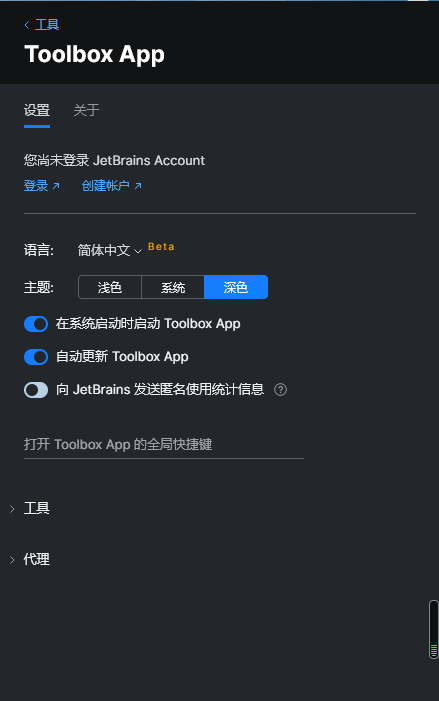 工具
Toolbox App
设置 关于
您尚未登录 JetBrains Account
登录 创建帐户
语言: 简体中文 Beta
主题: 浅色 系统 深色
在系统启动时启动 Toolbox App
自动更新 Toolbox App
向 JetBrains 发送匿名使用统计信息 ?
打开 Toolbox App 的全局快捷键
工具
代理